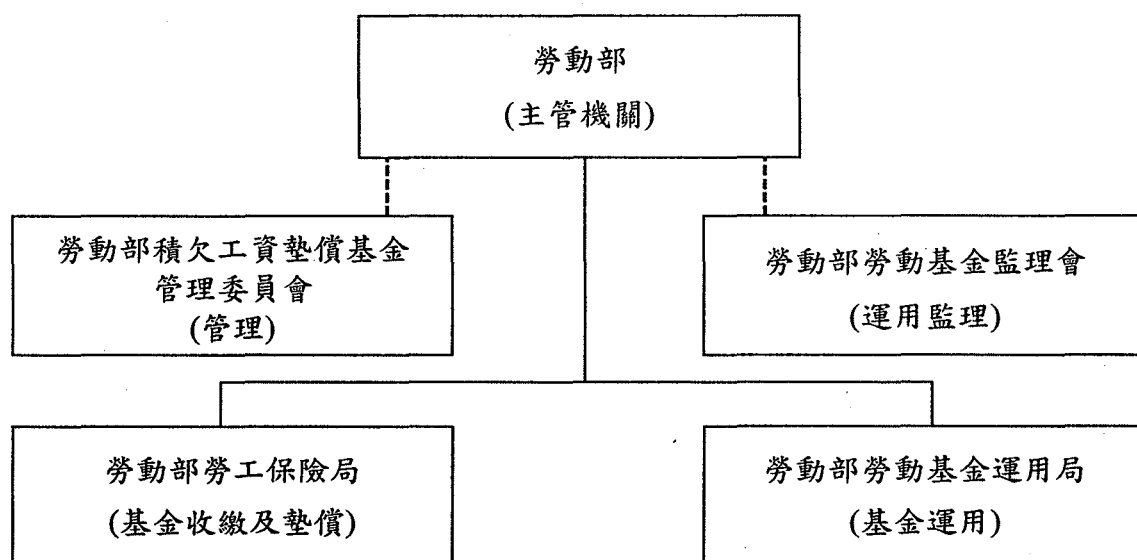 勞動部
(主管機關)
勞動部積欠工資墊償基金
管理委員會
(管理)
勞動部勞動基金監理會
(運用監理)
勞動部勞工保險局
(基金收繳及墊償)
勞動部勞動基金運用局
(基金運用)